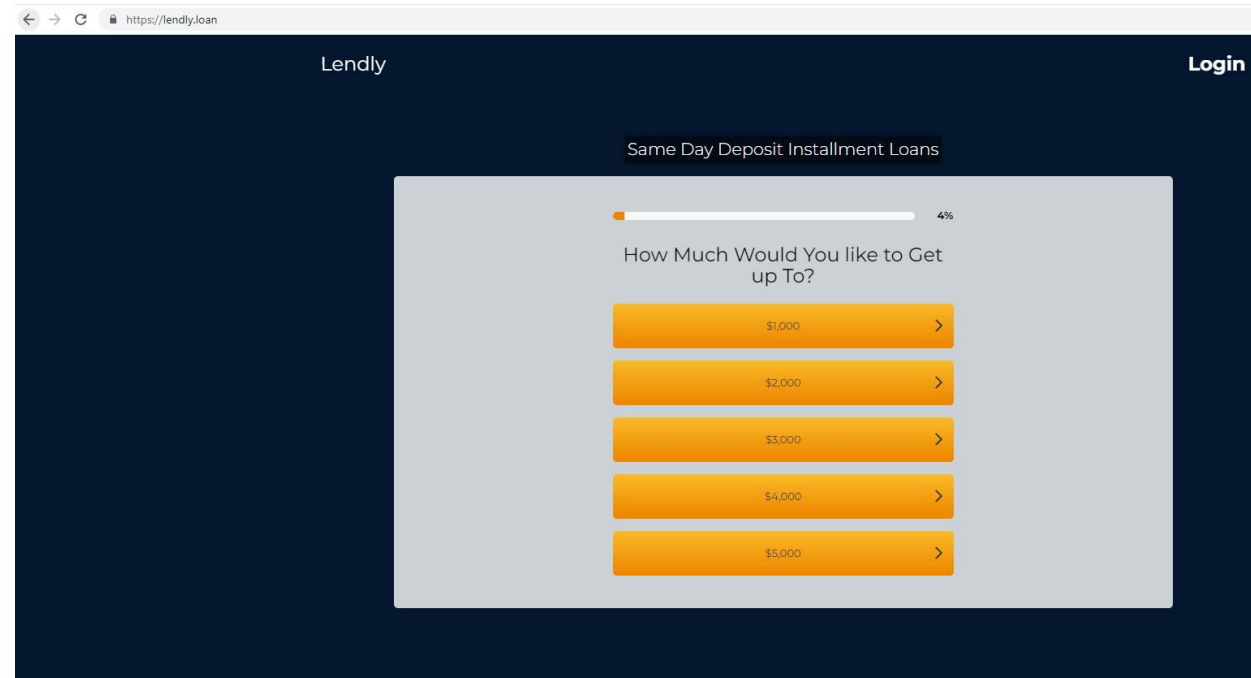 https://lendly.loan
Lendly
Login
Same Day Deposit Installment Loans
4%
How Much Would You like to Get
up To?
$1,000
$2,000
$3,000
$4,000
$5,000